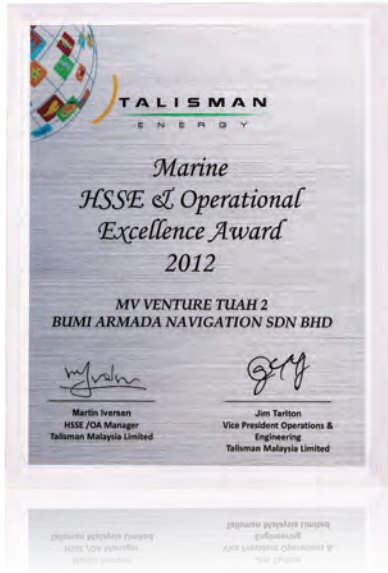 TALISMAN
ENERGY
Marine
HSSE & Operational
Excellence Award
2012
MV VENTURE TUAH 2
BUMI ARMADA NAVIGATION SDN BHD
Martin Iversen
HSSE /OA Manager
Talisman Malaysia Limited
Jim Tarlton
Vice President Operations &
Engineering
Talisman Malaysia Limited